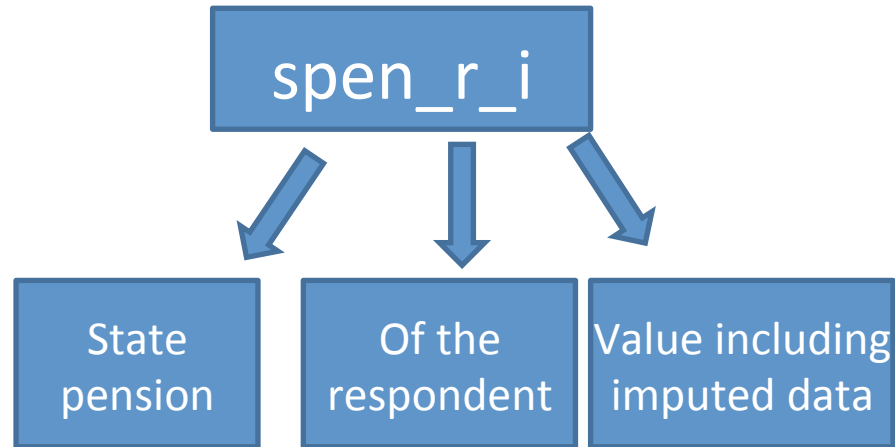 spen_r_i
State
pension
Of the
respondent
Value including
imputed data